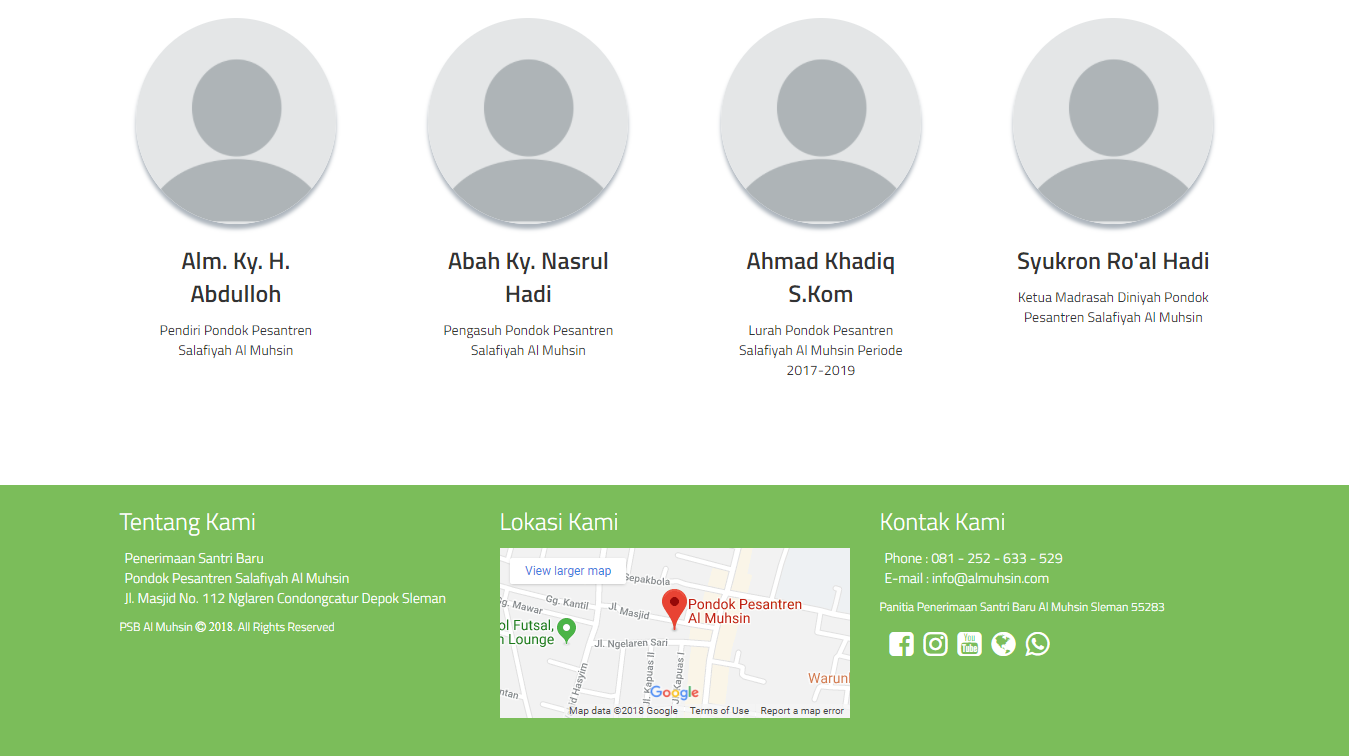 Alm. Ky. H.
Abdulloh
Pendiri Pondok Pesantren
Salafiyah Al Muhsin
Abah Ky. Nasrul
Hadi
Pengasuh Pondok Pesantren
Salafiyah Al Muhsin
Ahmad Khadiq
S.Kom
Lurah Pondok Pesantren
Salafiyah Al Muhsin Periode
2017-2019
Syukron Ro'al Hadi
Ketua Madrasah Diniyah Pondok
Pesantren Salafiyah Al Muhsin
Tentang Kami
Penerimaan Santri Baru
Pondok Pesantren Salafiyah Al Muhsin
Jl. Masjid No. 112 Nglaren Condongcatur Depok Sleman
PSB Al Muhsin © 2018. All Rights Reserved
Lokasi Kami
View larger map
Sepakbola
Gg. Mawar
Gg. Kantil
Jl. Masjid
Pondok Pesantren
Al Muhsin
ol Futsal,
n Lounge
Jl. Ngelaren Sari
Jl. Kapuas II
Jl. Kapuas I
id Hasyim
ntan
Warun
Google
Map data ©2018 Google
Terms of Use
Report a map error
Kontak Kami
Phone : 081 - 252 - 633 - 529
E-mail : info@almuhsin.com
Panitia Penerimaan Santri Baru Al Muhsin Sleman 55283
You
Tube